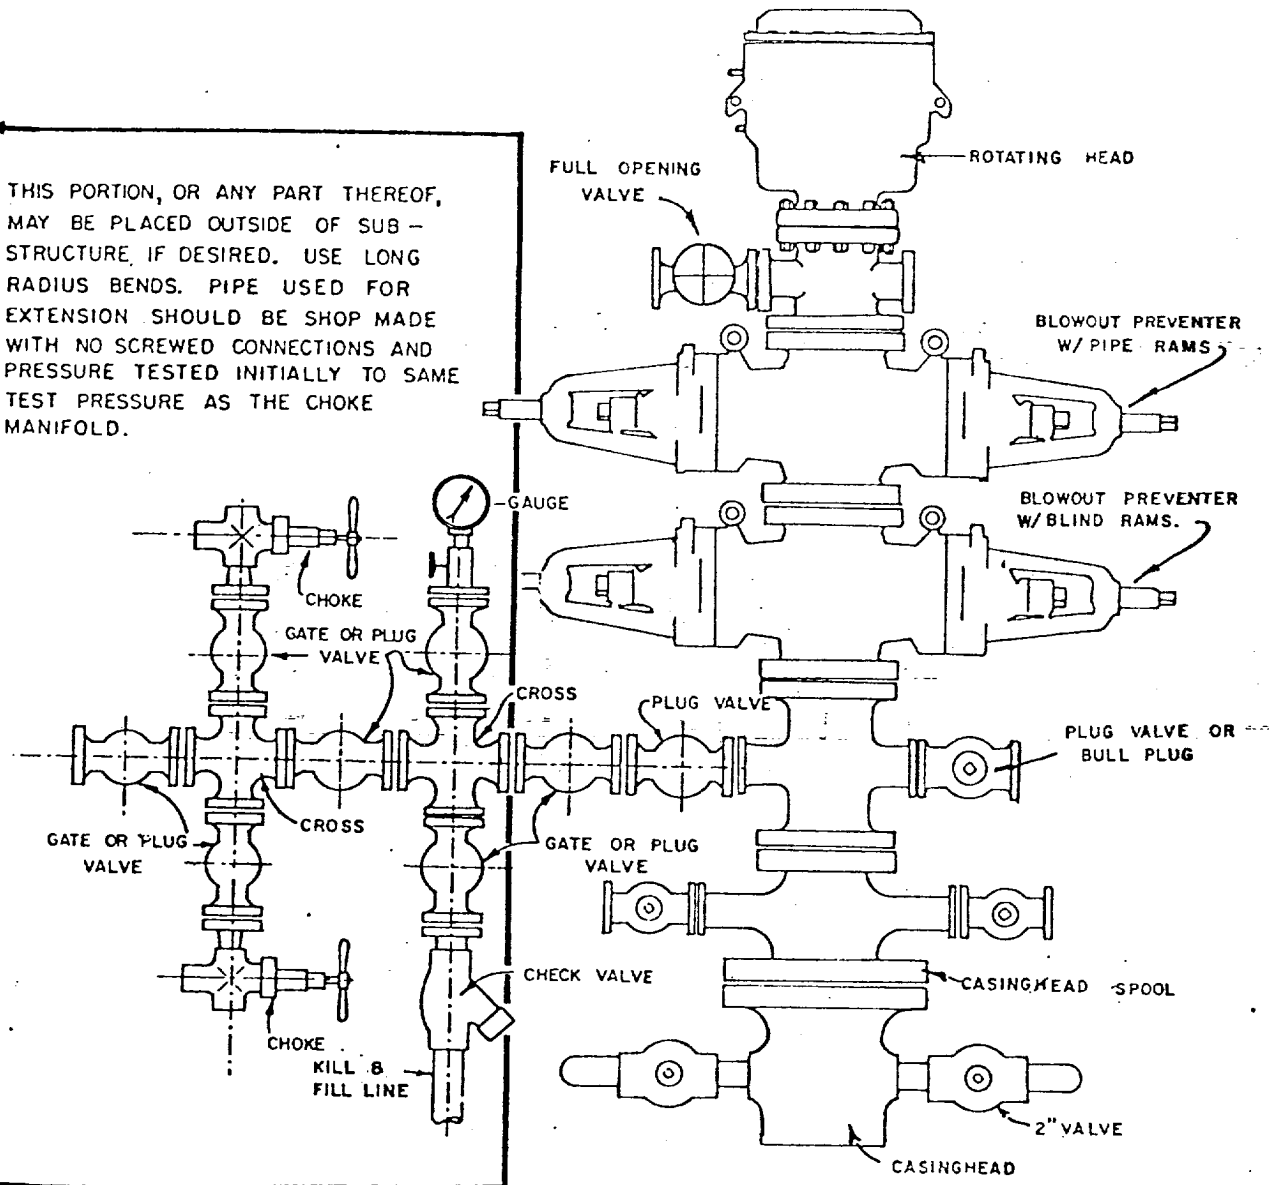 ROTATING HEAD
FULL OPENING
VALVE
THIS PORTION, OR ANY PART THEREOF,
MAY BE PLACED OUTSIDE OF SUB-
STRUCTURE IF DESIRED. USE LONG
RADIUS BENDS. PIPE USED FOR
EXTENSION SHOULD BE SHOP MADE
WITH NO SCREWED CONNECTIONS AND
PRESSURE TESTED INITIALLY TO SAME
TEST PRESSURE AS THE CHOKE
MANIFOLD.
BLOWOUT PREVENTER
W/ PIPE RAMS
GAUGE
BLOWOUT PREVENTER
W/BLIND RAMS.
CHOKE
GATE OR PLUG
VALVE
CROSS
PLUG VALVE
PLUG VALVE OR
BULL PLUG
CROSS
GATE OR PLUG
VALVE
GATE OR PLUG
VALVE
CHECK VALVE
CASINGHEAD SPOOL
CHOKE
KILL &
FILL LINE
2" VALVE
CASINGHEAD